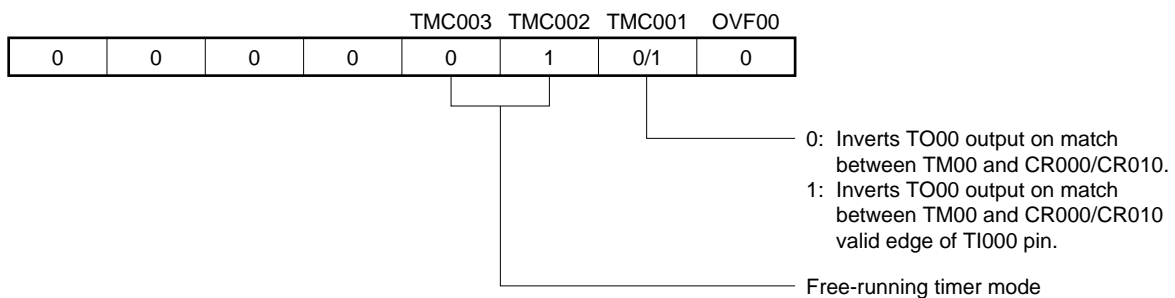 TMC003 TMC002 TMC001 OVF00
0 0 0 0 0 1 0/1 0
0: Inverts TO00 output on match
between TM00 and CR000/CR010.
1: Inverts TO00 output on match
between TM00 and CR000/CR010
valid edge of TI000 pin.
Free-running timer mode